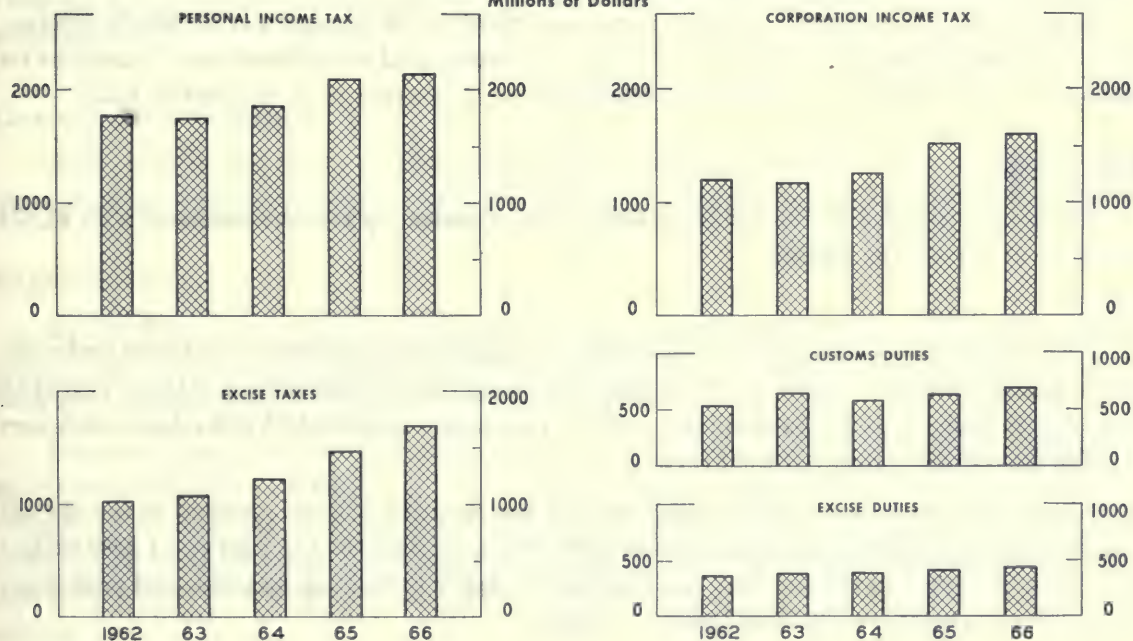 Millions of Dollars
PERSONAL INCOME TAX
2000 2000
1000 1000
0 0
CORPORATION INCOME TAX
2000 2000
1000 1000
0 0
EXCISE TAXES
2000
1000 1000
0 0
1962 63 64 65 66
CUSTOMS DUTIES
1000
500 500
0 0
EXCISE DUTIES
1000
500 500
0 0
1962 63 64 65 66